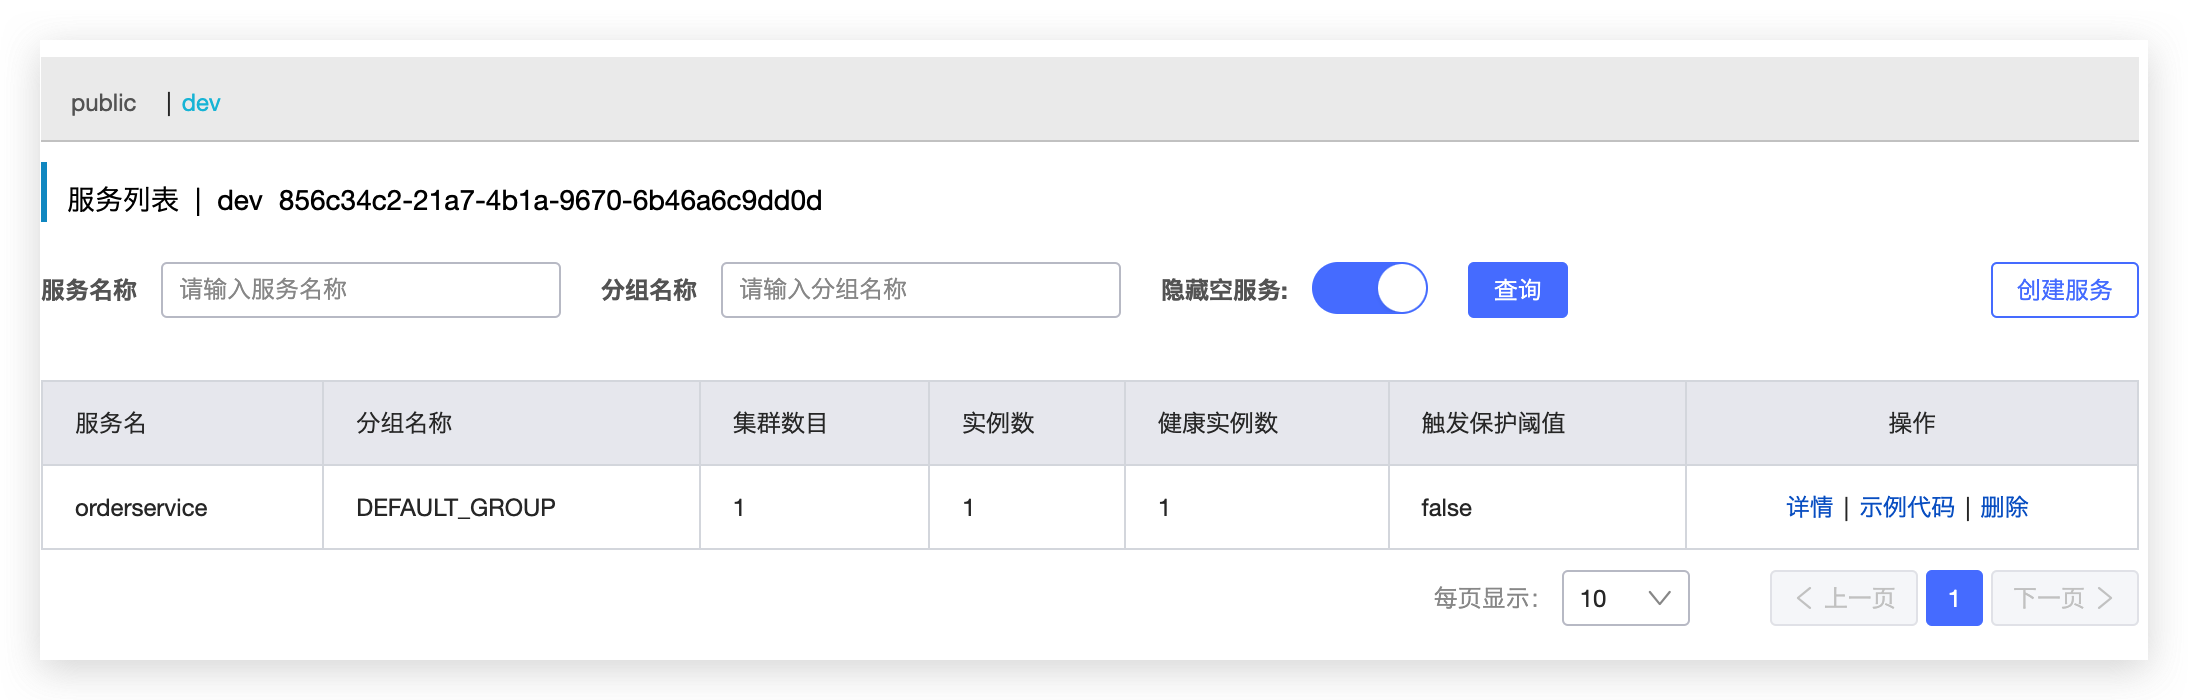 public | dev
服务列表 | dev 856c34c2-21a7-4b1a-9670-6b46a6c9dd0d
服务名称 请输入服务名称 分组名称 请输入分组名称 隐藏空服务: 查询 创建服务
服务名 分组名称 集群数目 实例数 健康实例数 触发保护阈值 操作
orderservice DEFAULT_GROUP 1 1 1 false 详情 | 示例代码 | 删除
每页显示: 10 上一页 1 下一页